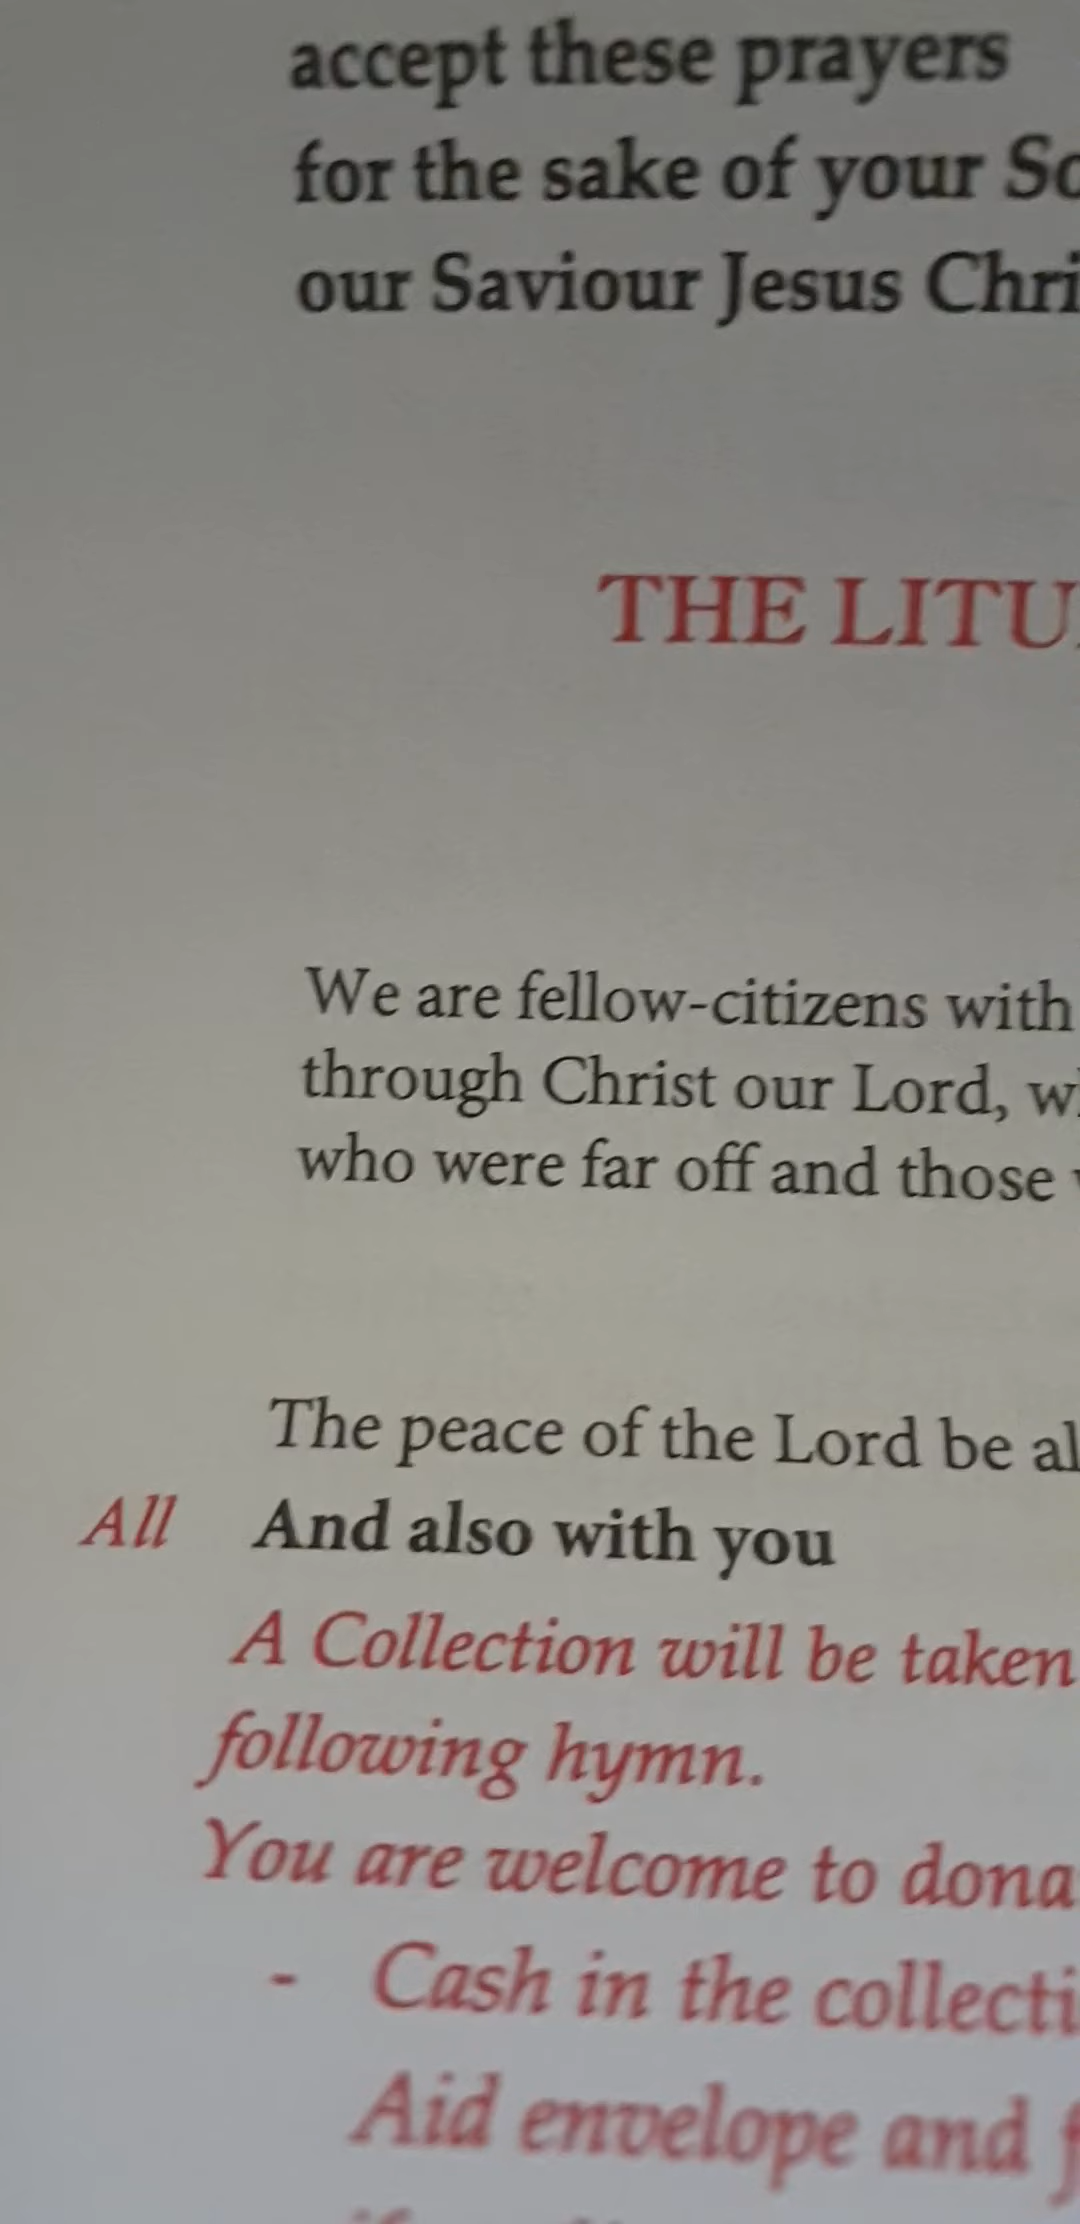 accept these prayers
for the sake of your So
our Saviour Jesus Chri
THE LITU
We are fellow-citizens with
through Christ our Lord, w
who were far off and those
The peace of the Lord be al
All And also with you
A Collection will be taken
following hymn.
You are welcome to dona
- Cash in the collecti
Aid envelope and f